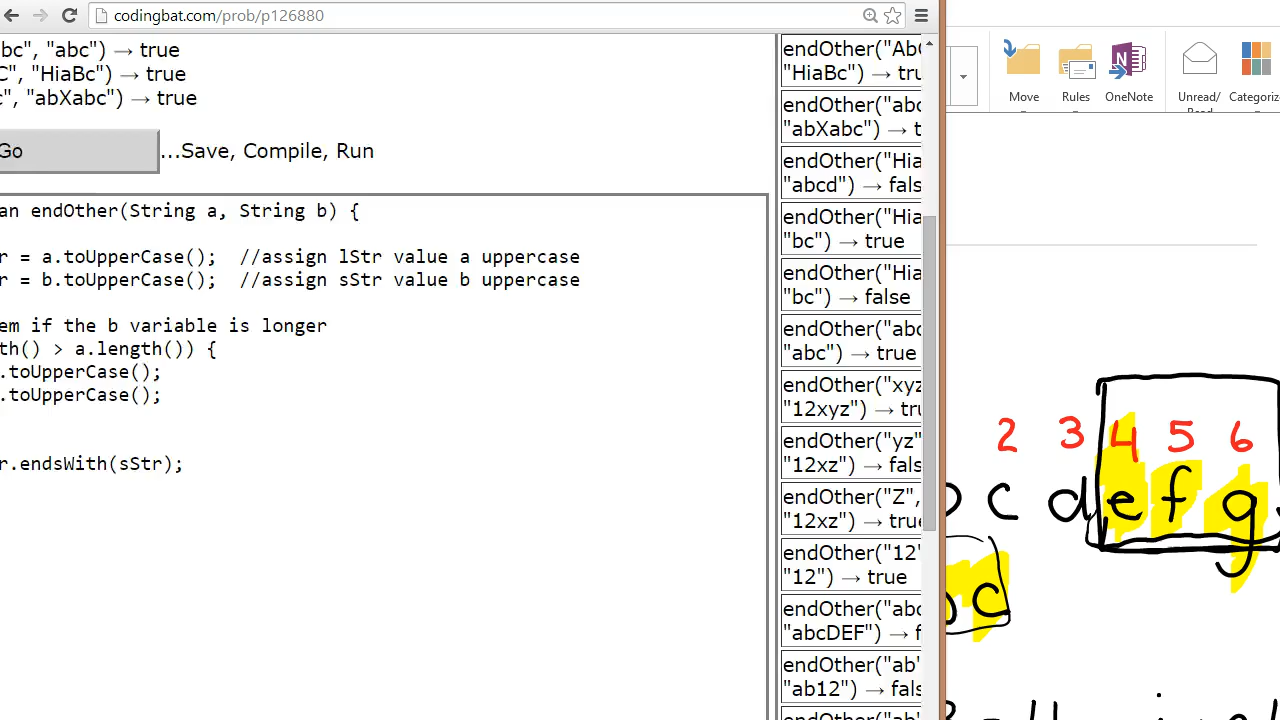 codingbat.com/prob/p126880
bc", "abc") → true
C", "HiaBc") → true
c", "abXabc") → true
Go ...Save, Compile, Run
an endOther(String a, String b) {
r = a.toUpperCase();  //assign lStr value a uppercase
r = b.toUpperCase();  //assign sStr value b uppercase
em if the b variable is longer
th() > a.length()) {
.toUpperCase();
.toUpperCase();
r.endsWith(sStr);
endOther("AbC
"HiaBc") → tru
endOther("abc
"abXabc") → t
endOther("Hia
"abcd") → fals
endOther("Hia
"bc") → true
endOther("Hia
"bc") → false
endOther("abc
"abc") → true
endOther("xyz
"12xyz") → tru
endOther("yz"
"12xz") → fals
endOther("Z",
"12xz") → true
endOther("12"
"12") → true
endOther("abc
"abcDEF") → f
endOther("ab"
"ab12") → false
Move Rules OneNote Unread/ Categoriz
2 3 4 5 6
c d e f g
c